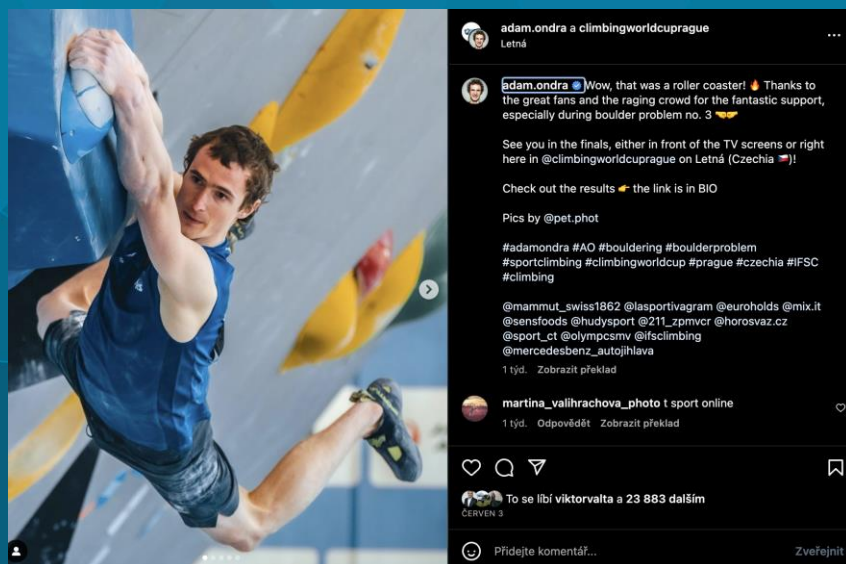 adam.ondra a climbingworldcuprague
Letná
adam.ondra Wow, that was a roller coaster! 🔥 Thanks to
the great fans and the raging crowd for the fantastic support,
especially during boulder problem no. 3 🤜🤛
See you in the finals, either in front of the TV screens or right
here in @climbingworldcuprague on Letná (Czechia 🇨🇿)!
Check out the results 👉 the link is in BIO
Pics by @pet.phot
#adamondra #AO #bouldering #boulderproblem
#sportclimbing #climbingworldcup #prague #czechia #IFSC
#climbing
@mammut_swiss1862 @lasportivagram @euroholds @mix.it
@sensfoods @hudysport @211_zpmvcr @horosvaz.cz
@sport_ct @olympcsmv @ifsclimbing
@mercedesbenz_autojihlava
1 týd. Zobrazit překlad
martina_valihrachova_photo t sport online
1 týd. Odpovědět Zobrazit překlad
To se líbí viktorvalta a 23 883 dalším
ČERVEN 3
Přidejte komentář... Zveřejnit